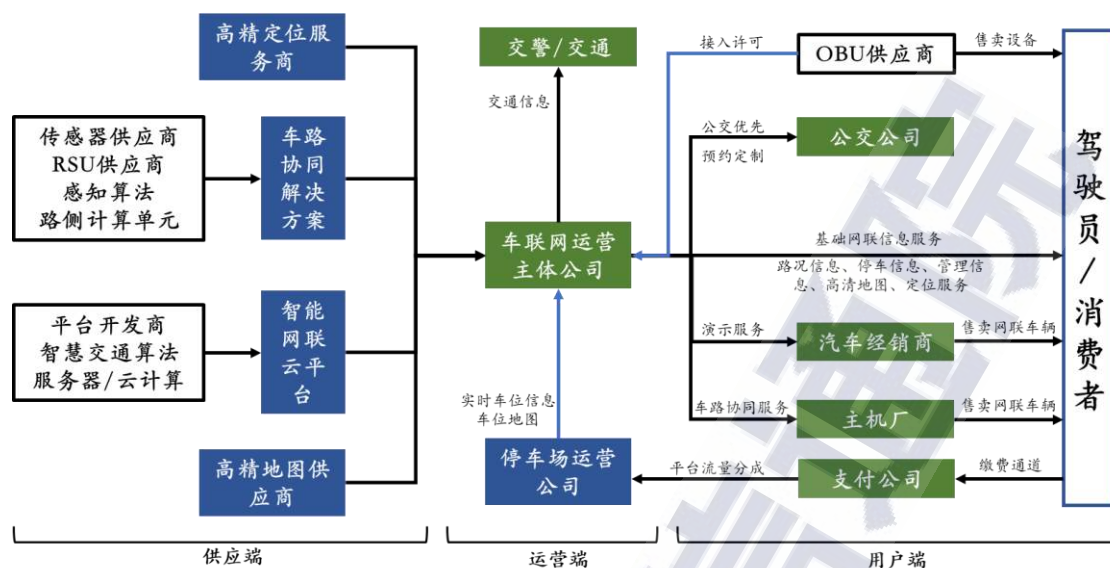 高精定位服
务商
传感器供应商
RSU供应商
感知算法
路侧计算单元
车路
协同
解决
方案
平台开发商
智慧交通算法
服务器/云计算
智能
网联
云平
台
高精地图供
应商
交警/交通
交通信息
车联网运营
主体公司
实时车位信息
车位地图
停车场运营
公司
接入许可
OBU供应商
售卖设备
公交优先
预约定制
公交公司
基础网联信息服务
路况信息、停车信息、管理信
息、高清地图、定位服务
演示服务
汽车经销商
售卖网联车辆
车路协同服务
主机厂
售卖网联车辆
平台流量分成
支付公司
缴费通道
驾驶员/消费者
供应端
运营端
用户端